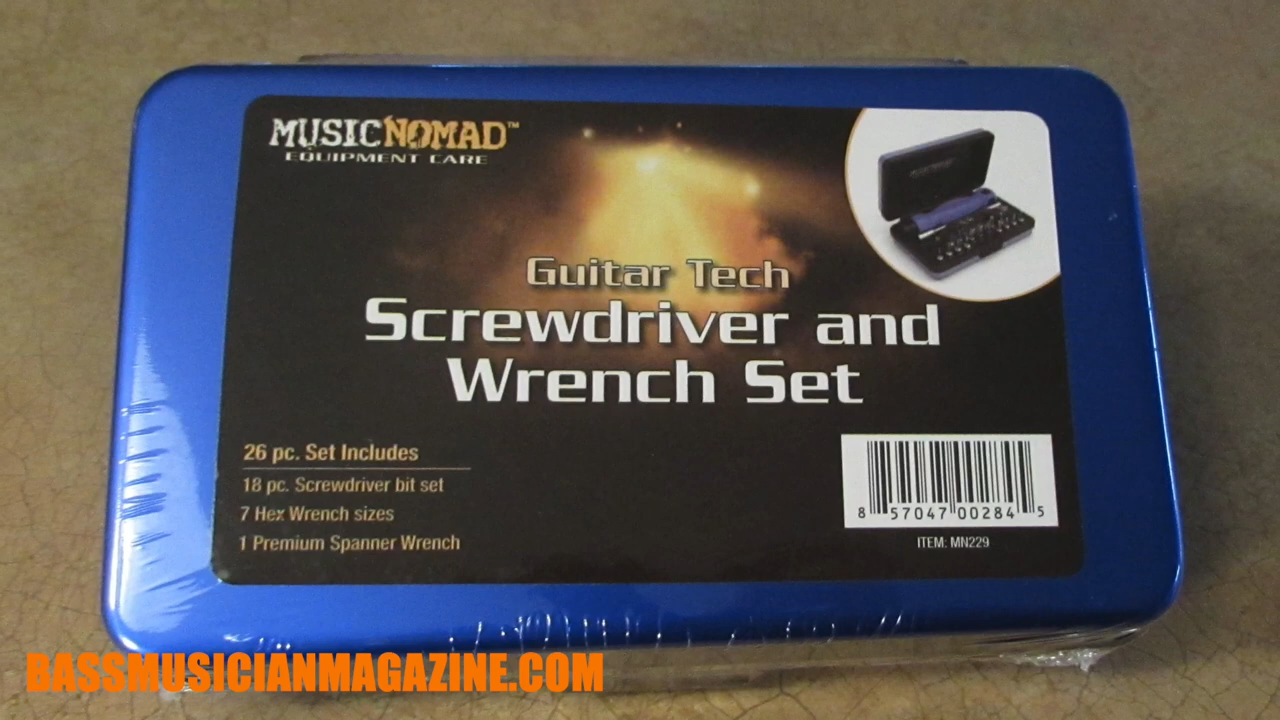 MUSICNOMAD™
EQUIPMENT CARE
Guitar Tech
Screwdriver and
Wrench Set
26 pc. Set Includes
18 pc. Screwdriver bit set
7 Hex Wrench sizes
1 Premium Spanner Wrench
8 57047 00284 5
ITEM: MN229
BASSMUSICIANMAGAZINE.COM